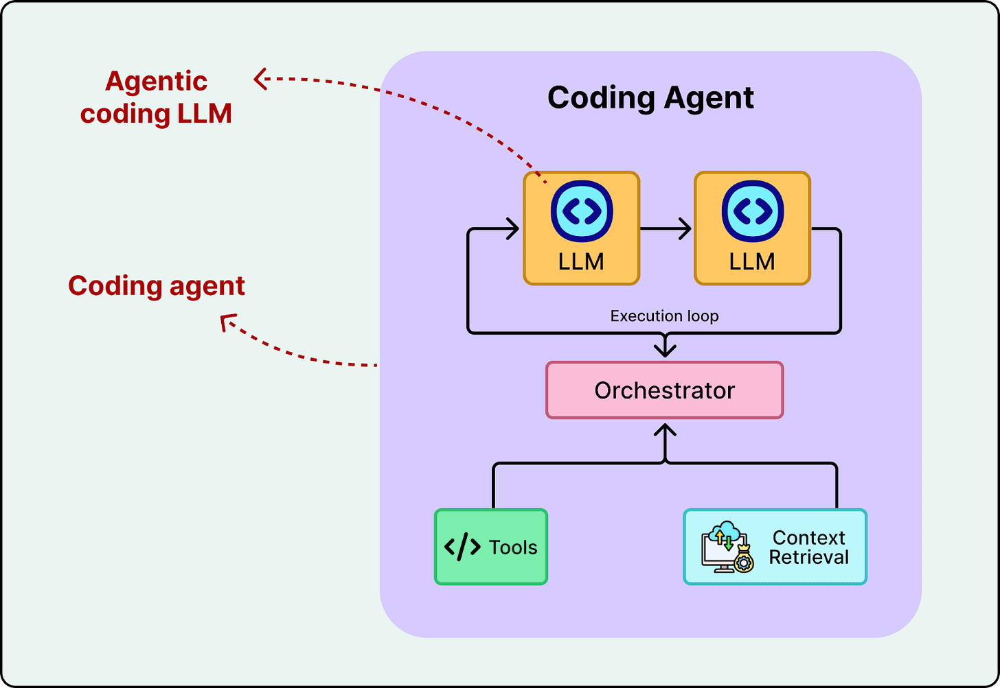 Agentic
coding LLM
Coding agent
Coding Agent
LLM
LLM
Execution loop
Orchestrator
</> Tools
Context
Retrieval